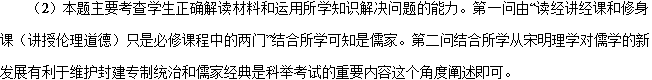 (2)本题主要考查学生正确解读材料和运用所学知识解决问题的能力。第一问由“读经讲经课和修身
课(讲授伦理道德)只是必修课程中的两门”结合所学可知是儒家。第二问结合所学从宋明理学对儒学的新
发展有利于维护封建专制统治和儒家经典是科举考试的重要内容这个角度阐述即可。